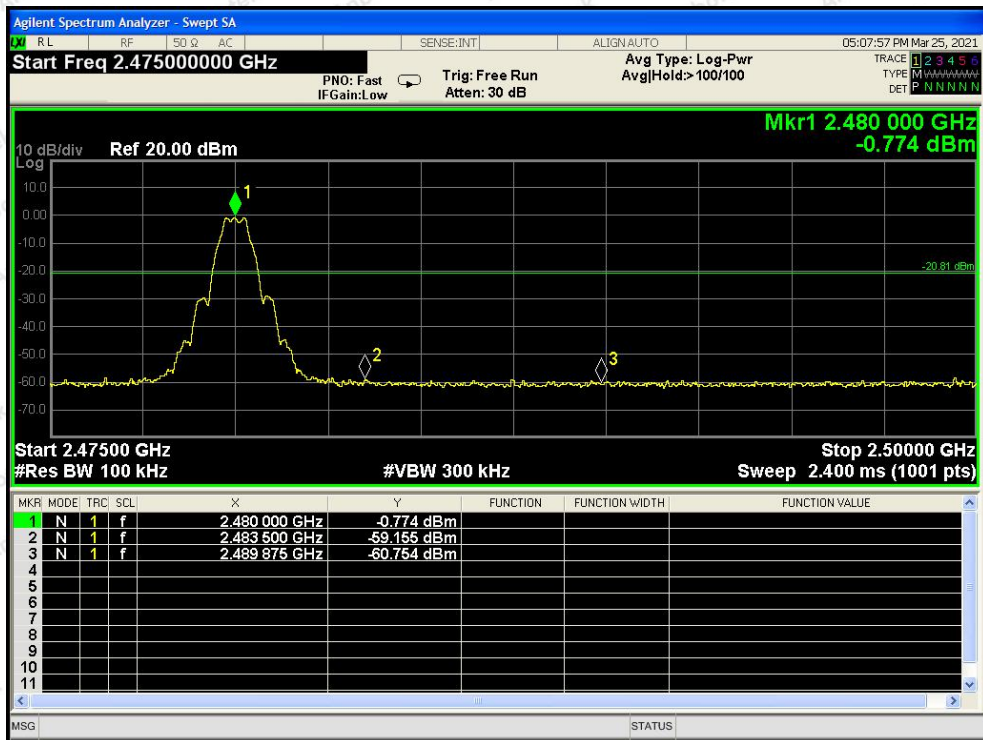 Agilent Spectrum Analyzer - Swept SA
LXI RL RF 50 Ω AC SENSE:INT ALIGN AUTO 05:07:57 PM Mar 25, 2021
Start Freq 2.475000000 GHz
PNO: Fast
IFGain:Low
Trig: Free Run
Atten: 30 dB
Avg Type: Log-Pwr
Avg|Hold:> 100/100
TRACE 1 2 3 4 5 6
TYPE MWWWWW
DET P N N N N N
Mkr1 2.480 000 GHz
-0.774 dBm
10 dB/div Ref 20.00 dBm
Log
10.0
1
0.00
-10.0
-20.0
-20.81 dBm
-30.0
-40.0
-50.0
2
3
-60.0
-70.0
Start 2.47500 GHz Stop 2.50000 GHz
#Res BW 100 kHz #VBW 300 kHz Sweep 2.400 ms (1001 pts)
MKR MODE TRC SCL X Y FUNCTION FUNCTION WIDTH FUNCTION VALUE
1 N 1 f 2.480 000 GHz -0.774 dBm
2 N 1 f 2.483 500 GHz -59.155 dBm
3 N 1 f 2.489 875 GHz -60.754 dBm
4
5
6
7
8
9
10
11
MSG STATUS